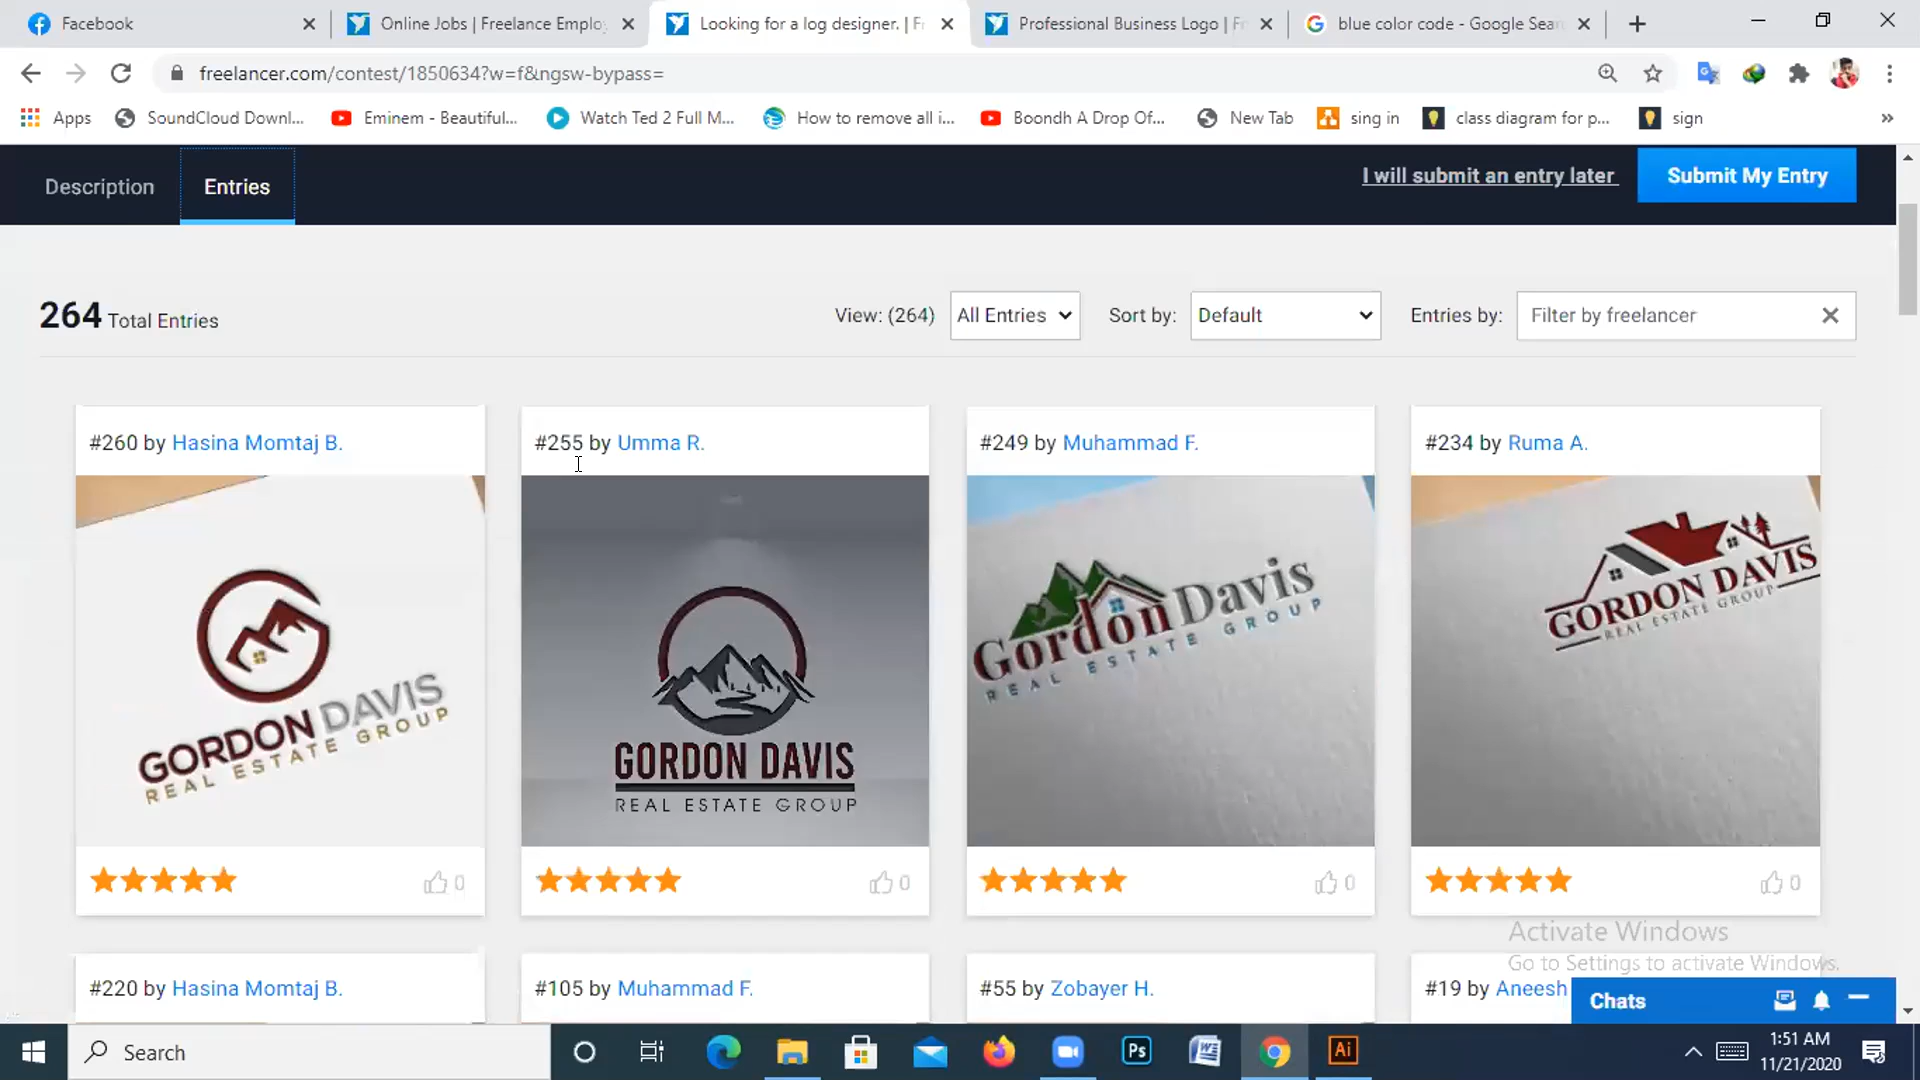 Facebook
Online Jobs | Freelance Employ
Looking for a log designer. | Fr
Professional Business Logo | Fr
blue color code - Google Sear
freelancer.com/contest/1850634?w=f&ngsw-bypass=
Apps
SoundCloud Downl...
Eminem - Beautiful...
Watch Ted 2 Full M...
How to remove all i...
Boondh A Drop Of...
New Tab
sing in
class diagram for p...
sign
»
Description
Entries
I will submit an entry later
Submit My Entry
264 Total Entries
View: (264)
All Entries
Sort by:
Default
Entries by:
Filter by freelancer
#260 by Hasina Momtaj B.
#255 by Umma R.
#249 by Muhammad F.
#234 by Ruma A.
GORDON DAVIS
REAL ESTATE GROUP
GORDON DAVIS
REAL ESTATE GROUP
Gordon Davis
REAL ESTATE GROUP
GORDON DAVIS
REAL ESTATE GROUP
0
0
0
0
Activate Windows
Go to Settings to activate Windows.
#220 by Hasina Momtaj B.
#105 by Muhammad F.
#55 by Zobayer H.
#19 by Aneesh
Chats
Search
Ps
W
Ai
1:51 AM
11/21/2020